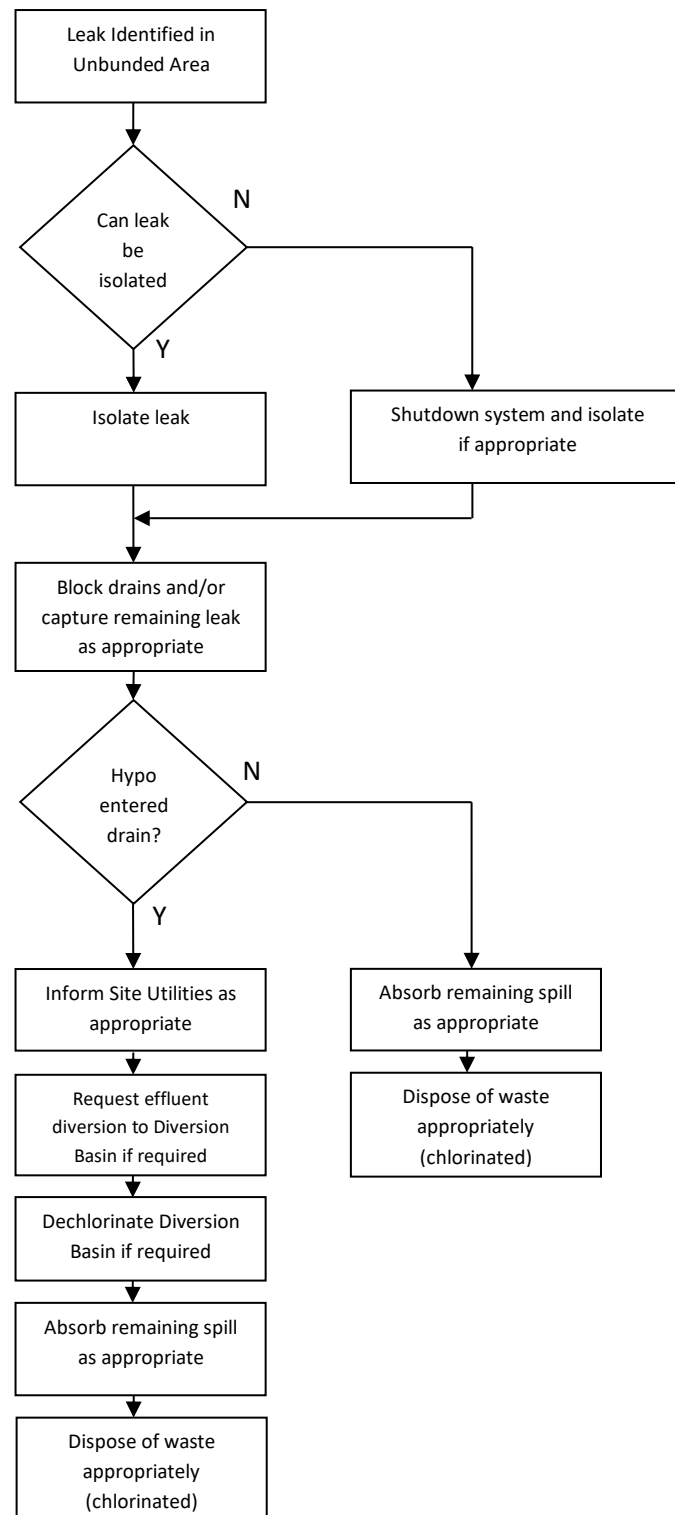 Leak Identified in
Unbunded Area
N
Can leak
be
isolated
Y
Isolate leak
Shutdown system and isolate
if appropriate
Block drains and/or
capture remaining leak
as appropriate
N
Hypo
entered
drain?
Y
Inform Site Utilities as
appropriate
Absorb remaining spill
as appropriate
Request effluent
diversion to Diversion
Basin if required
Dispose of waste
appropriately
(chlorinated)
Dechlorinate Diversion
Basin if required
Absorb remaining spill
as appropriate
Dispose of waste
appropriately
(chlorinated)